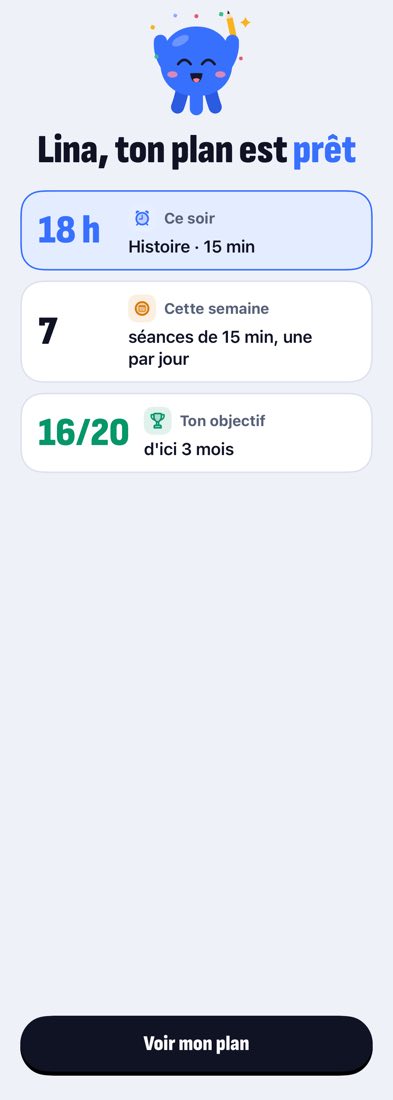 Lina, ton plan est prêt
18 h
Ce soir
Histoire · 15 min
7
Cette semaine
séances de 15 min, une
par jour
16/20
Ton objectif
d'ici 3 mois
Voir mon plan